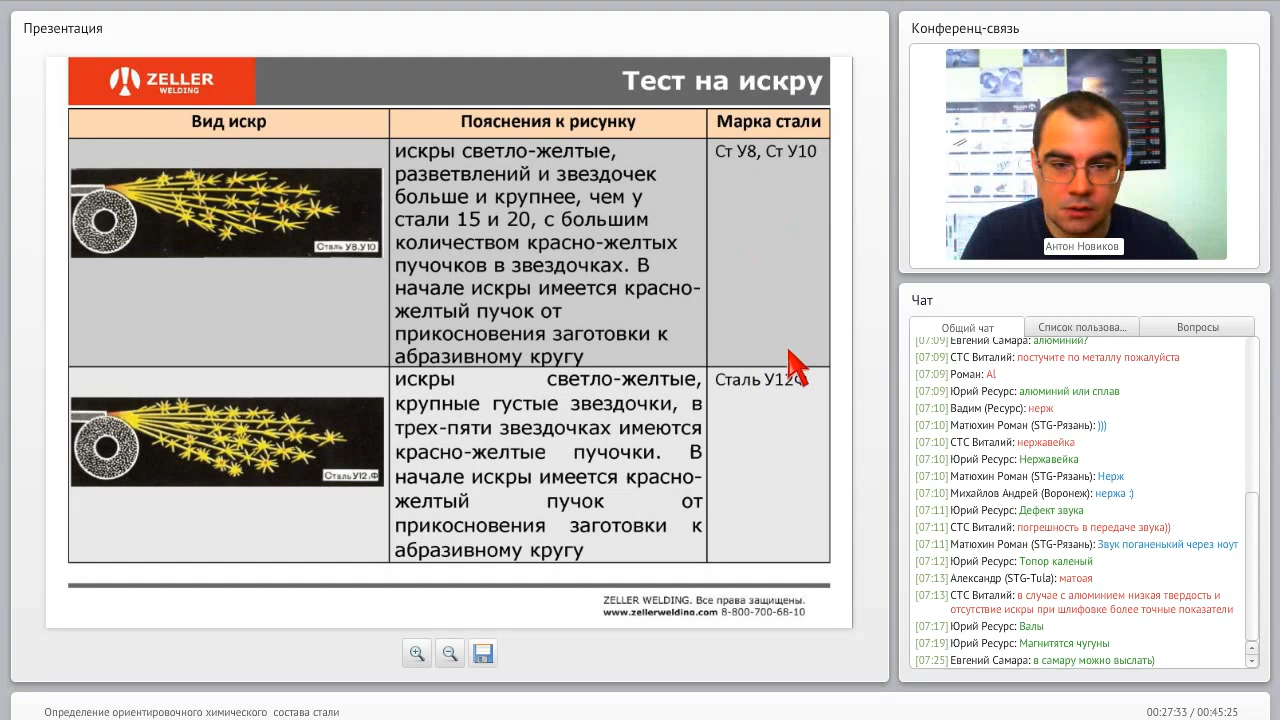 Презентация
ZELLER
WELDING
Тест на искру
Вид искр
Пояснения к рисунку
Марка стали
Сталь У8.У10
искры светло-желтые,
разветвлений и звездочек
больше и крупнее, чем у
стали 15 и 20, с большим
количеством красно-желтых
пучочков в звездочках. В
начале искры имеется красно-
желтый пучок от
прикосновения заготовки к
абразивному кругу
Ст У8, Ст У10
Сталь У12.Ф
искры светло-желтые,
крупные густые звездочки, в
трех-пяти звездочках имеются
красно-желтые пучочки. В
начале искры имеется красно-
желтый пучок от
прикосновения заготовки к
абразивному кругу
Сталь У12Ф
ZELLER WELDING. Все права защищены.
www.zellerwelding.com 8-800-700-68-10
Конференц-связь
Антон Новиков
Чат
Общий чат
Список пользова...
Вопросы
[07:09] Евгений Самара: алюминий?
[07:09] СТС Виталий: постучите по металлу пожалуйста
[07:09] Роман: Al
[07:09] Юрий Ресурс: алюминий или сплав
[07:10] Вадим (Ресурс): нерж
[07:10] Матюхин Роман (STG-Рязань): )))
[07:10] СТС Виталий: нержавейка
[07:10] Юрий Ресурс: Нержавейка
[07:10] Матюхин Роман (STG-Рязань): Нерж
[07:10] Михайлов Андрей (Воронеж): нержа :)
[07:11] Юрий Ресурс: Дефект звука
[07:11] СТС Виталий: погрешность в передаче звука))
[07:11] Матюхин Роман (STG-Рязань): Звук поганенький через ноут
[07:12] Юрий Ресурс: Топор каленый
[07:13] Александр (STG-Tula): матоая
[07:13] СТС Виталий: в случае с алюминием низкая твердость и
отсутствие искры при шлифовке более точные показатели
[07:17] Юрий Ресурс: Валы
[07:19] Юрий Ресурс: Магнитятся чугуны
[07:25] Евгений Самара: в самару можно выслать)
Определение ориентировочного химического состава стали
00:27:33 / 00:45:25